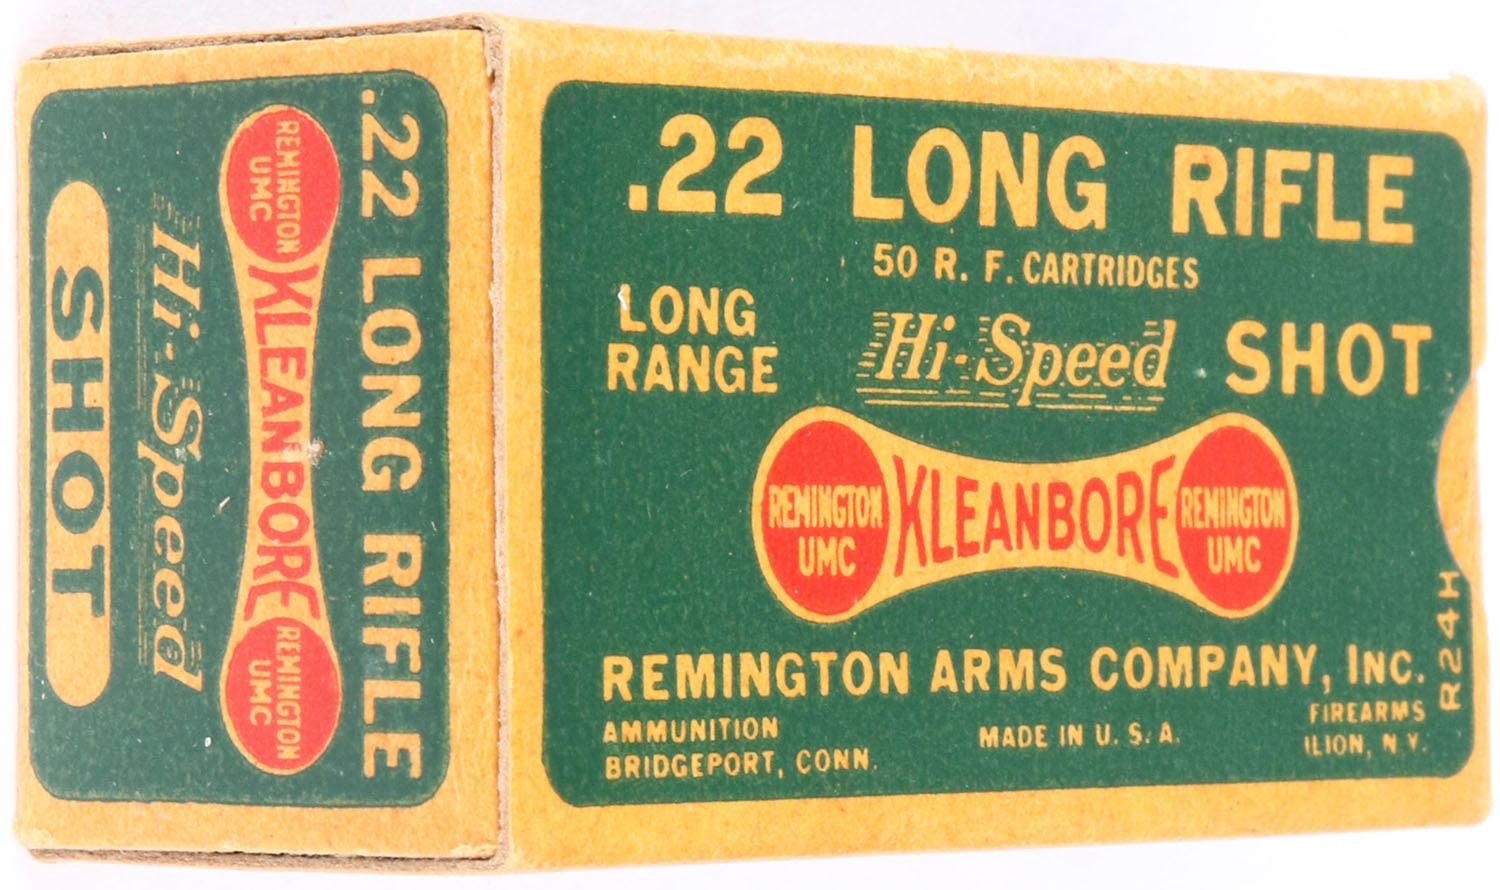 .22 LONG RIFLE
REMINGTON
UMC
KLEANBORE
REMINGTON
UMC
Hi-Speed
SHOT
.22 LONG RIFLE
50 R. F. CARTRIDGES
LONG
RANGE
Hi-Speed SHOT
REMINGTON
UMC
KLEANBORE
REMINGTON
UMC
REMINGTON ARMS COMPANY, INC.
AMMUNITION
BRIDGEPORT, CONN.
MADE IN U. S. A.
FIREARMS
ILION, N.Y.
R24H